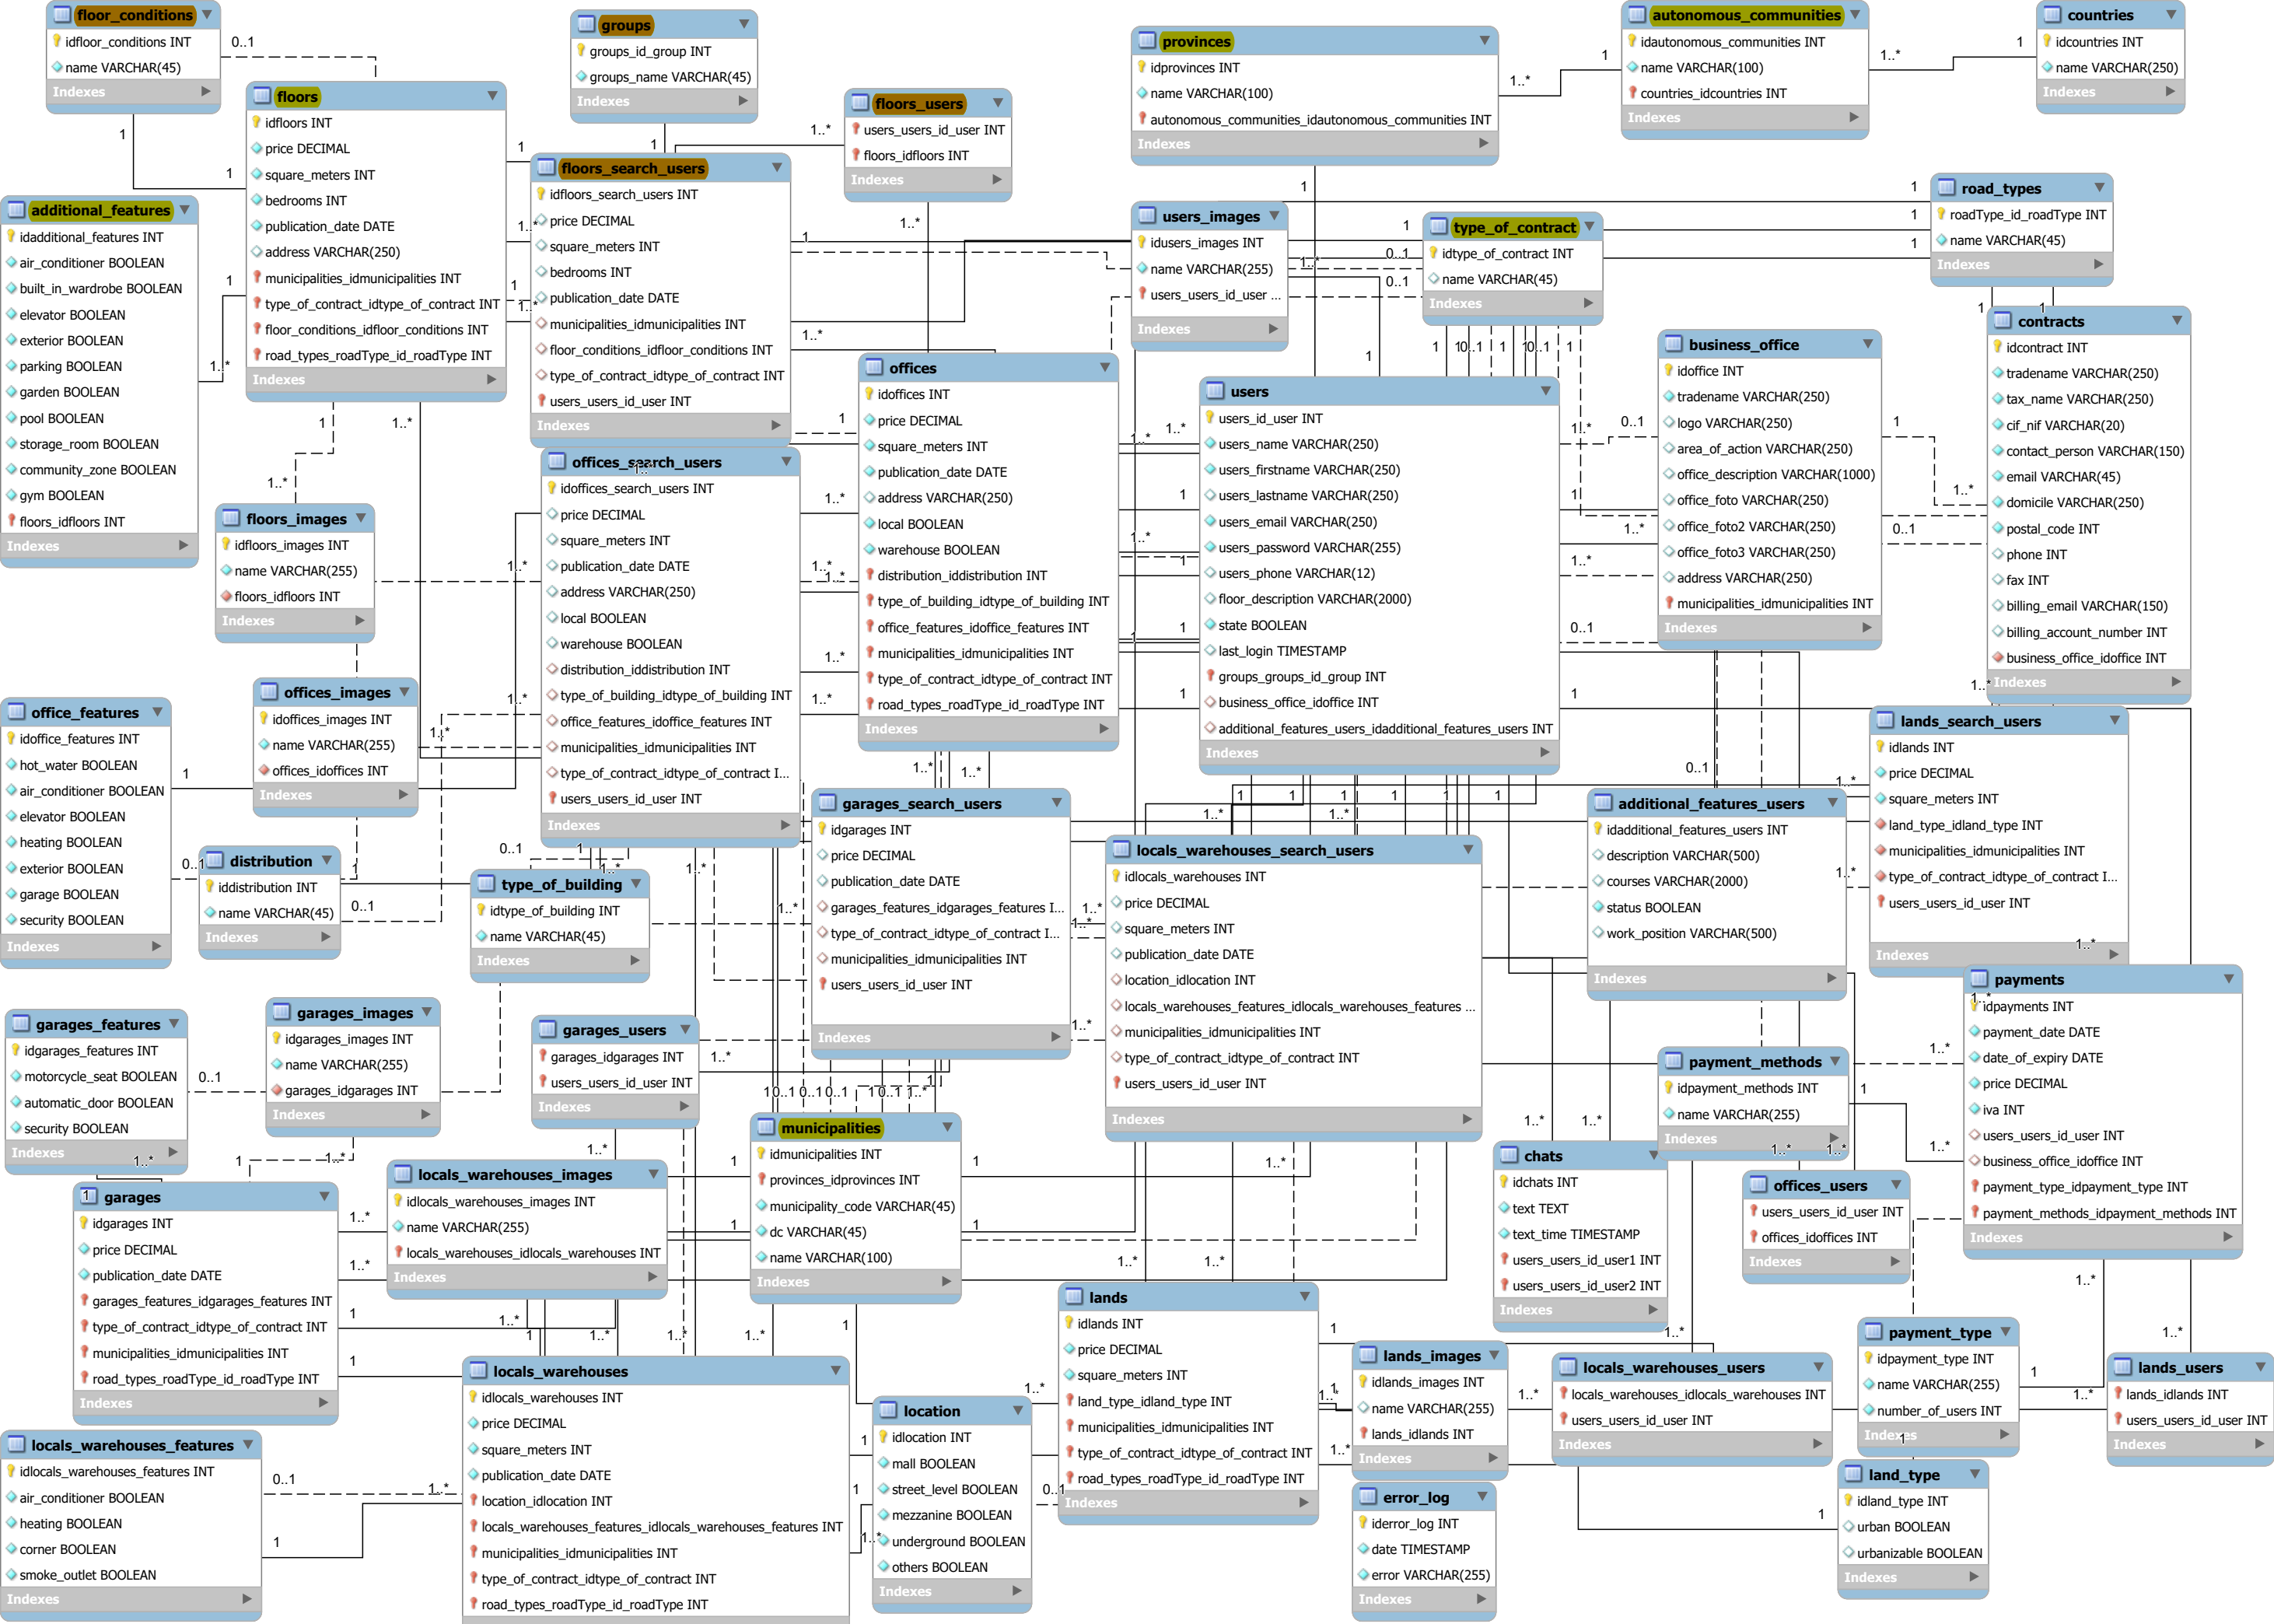 floor_conditions
idfloor_conditions INT
name VARCHAR(45)
Indexes
groups
groups_id_group INT
groups_name VARCHAR(45)
Indexes
provinces
idprovinces INT
name VARCHAR(100)
autonomous_communities_idautonomous_communities INT
Indexes
autonomous_communities
idautonomous_communities INT
name VARCHAR(100)
countries_idcountries INT
Indexes
countries
idcountries INT
name VARCHAR(250)
Indexes
floors
idfloors INT
price DECIMAL
square_meters INT
bedrooms INT
publication_date DATE
address VARCHAR(250)
municipalities_idmunicipalities INT
type_of_contract_idtype_of_contract INT
floor_conditions_idfloor_conditions INT
road_types_roadType_id_roadType INT
Indexes
floors_users
users_users_id_user INT
floors_idfloors INT
Indexes
floors_search_users
idfloors_search_users INT
price DECIMAL
square_meters INT
bedrooms INT
publication_date DATE
municipalities_idmunicipalities INT
floor_conditions_idfloor_conditions INT
type_of_contract_idtype_of_contract INT
users_users_id_user INT
Indexes
additional_features
idadditional_features INT
air_conditioner BOOLEAN
built_in_wardrobe BOOLEAN
elevator BOOLEAN
exterior BOOLEAN
parking BOOLEAN
garden BOOLEAN
pool BOOLEAN
storage_room BOOLEAN
community_zone BOOLEAN
gym BOOLEAN
floors_idfloors INT
Indexes
users_images
idusers_images INT
name VARCHAR(255)
users_users_id_user ...
Indexes
type_of_contract
idtype_of_contract INT
name VARCHAR(45)
Indexes
road_types
roadType_id_roadType INT
name VARCHAR(45)
Indexes
contracts
idcontract INT
tradename VARCHAR(250)
tax_name VARCHAR(250)
cif_nif VARCHAR(20)
contact_person VARCHAR(150)
email VARCHAR(45)
domicile VARCHAR(250)
postal_code INT
phone INT
fax INT
billing_email VARCHAR(150)
billing_account_number INT
business_office_idoffice INT
Indexes
business_office
idoffice INT
tradename VARCHAR(250)
logo VARCHAR(250)
area_of_action VARCHAR(250)
office_description VARCHAR(1000)
office_foto VARCHAR(250)
office_foto2 VARCHAR(250)
office_foto3 VARCHAR(250)
address VARCHAR(250)
municipalities_idmunicipalities INT
Indexes
offices
idoffices INT
price DECIMAL
square_meters INT
publication_date DATE
address VARCHAR(250)
local BOOLEAN
warehouse BOOLEAN
distribution_iddistribution INT
type_of_building_idtype_of_building INT
office_features_idoffice_features INT
municipalities_idmunicipalities INT
type_of_contract_idtype_of_contract INT
road_types_roadType_id_roadType INT
Indexes
users
users_id_user INT
users_name VARCHAR(250)
users_firstname VARCHAR(250)
users_lastname VARCHAR(250)
users_email VARCHAR(250)
users_password VARCHAR(255)
users_phone VARCHAR(12)
floor_description VARCHAR(2000)
state BOOLEAN
last_login TIMESTAMP
groups_groups_id_group INT
business_office_idoffice INT
additional_features_users_idadditional_features_users INT
Indexes
offices_search_users
idoffices_search_users INT
price DECIMAL
square_meters INT
publication_date DATE
address VARCHAR(250)
local BOOLEAN
warehouse BOOLEAN
distribution_iddistribution INT
type_of_building_idtype_of_building INT
office_features_idoffice_features INT
municipalities_idmunicipalities INT
type_of_contract_idtype_of_contract I...
users_users_id_user INT
Indexes
floors_images
idfloors_images INT
name VARCHAR(255)
floors_idfloors INT
Indexes
offices_images
idoffices_images INT
name VARCHAR(255)
offices_idoffices INT
Indexes
office_features
idoffice_features INT
hot_water BOOLEAN
air_conditioner BOOLEAN
elevator BOOLEAN
heating BOOLEAN
exterior BOOLEAN
garage BOOLEAN
security BOOLEAN
Indexes
distribution
iddistribution INT
name VARCHAR(45)
Indexes
type_of_building
idtype_of_building INT
name VARCHAR(45)
Indexes
garages_search_users
idgarages INT
price DECIMAL
publication_date DATE
garages_features_idgarages_features I...
type_of_contract_idtype_of_contract I...
municipalities_idmunicipalities INT
users_users_id_user INT
Indexes
locals_warehouses_search_users
idlocals_warehouses INT
price DECIMAL
square_meters INT
publication_date DATE
location_idlocation INT
locals_warehouses_features_idlocals_warehouses_features ...
municipalities_idmunicipalities INT
type_of_contract_idtype_of_contract INT
users_users_id_user INT
Indexes
additional_features_users
idadditional_features_users INT
description VARCHAR(500)
courses VARCHAR(2000)
status BOOLEAN
work_position VARCHAR(500)
Indexes
lands_search_users
idlands INT
price DECIMAL
square_meters INT
land_type_idland_type INT
municipalities_idmunicipalities INT
type_of_contract_idtype_of_contract I...
users_users_id_user INT
Indexes
payments
idpayments INT
payment_date DATE
date_of_expiry DATE
price DECIMAL
iva INT
users_users_id_user INT
business_office_idoffice INT
payment_type_idpayment_type INT
payment_methods_idpayment_methods INT
Indexes
payment_methods
idpayment_methods INT
name VARCHAR(255)
Indexes
garages_features
idgarages_features INT
motorcycle_seat BOOLEAN
automatic_door BOOLEAN
security BOOLEAN
Indexes
garages_images
idgarages_images INT
name VARCHAR(255)
garages_idgarages INT
Indexes
garages_users
garages_idgarages INT
users_users_id_user INT
Indexes
municipalities
idmunicipalities INT
provinces_idprovinces INT
municipality_code VARCHAR(45)
dc VARCHAR(45)
name VARCHAR(100)
Indexes
locals_warehouses_images
idlocals_warehouses_images INT
name VARCHAR(255)
locals_warehouses_idlocals_warehouses INT
Indexes
garages
idgarages INT
price DECIMAL
publication_date DATE
garages_features_idgarages_features INT
type_of_contract_idtype_of_contract INT
municipalities_idmunicipalities INT
road_types_roadType_id_roadType INT
Indexes
chats
idchats INT
text TEXT
text_time TIMESTAMP
users_users_id_user1 INT
users_users_id_user2 INT
Indexes
offices_users
users_users_id_user INT
offices_idoffices INT
Indexes
lands
idlands INT
price DECIMAL
square_meters INT
land_type_idland_type INT
municipalities_idmunicipalities INT
type_of_contract_idtype_of_contract INT
road_types_roadType_id_roadType INT
Indexes
lands_images
idlands_images INT
name VARCHAR(255)
lands_idlands INT
Indexes
locals_warehouses_users
locals_warehouses_idlocals_warehouses INT
users_users_id_user INT
Indexes
payment_type
idpayment_type INT
name VARCHAR(255)
number_of_users INT
Indexes
lands_users
lands_idlands INT
users_users_id_user INT
Indexes
locals_warehouses
idlocals_warehouses INT
price DECIMAL
square_meters INT
publication_date DATE
location_idlocation INT
locals_warehouses_features_idlocals_warehouses_features INT
municipalities_idmunicipalities INT
type_of_contract_idtype_of_contract INT
road_types_roadType_id_roadType INT
locals_warehouses_features
idlocals_warehouses_features INT
air_conditioner BOOLEAN
heating BOOLEAN
corner BOOLEAN
smoke_outlet BOOLEAN
Indexes
location
idlocation INT
mall BOOLEAN
street_level BOOLEAN
mezzanine BOOLEAN
underground BOOLEAN
others BOOLEAN
Indexes
error_log
iderror_log INT
date TIMESTAMP
error VARCHAR(255)
Indexes
land_type
idland_type INT
urban BOOLEAN
urbanizable BOOLEAN
Indexes